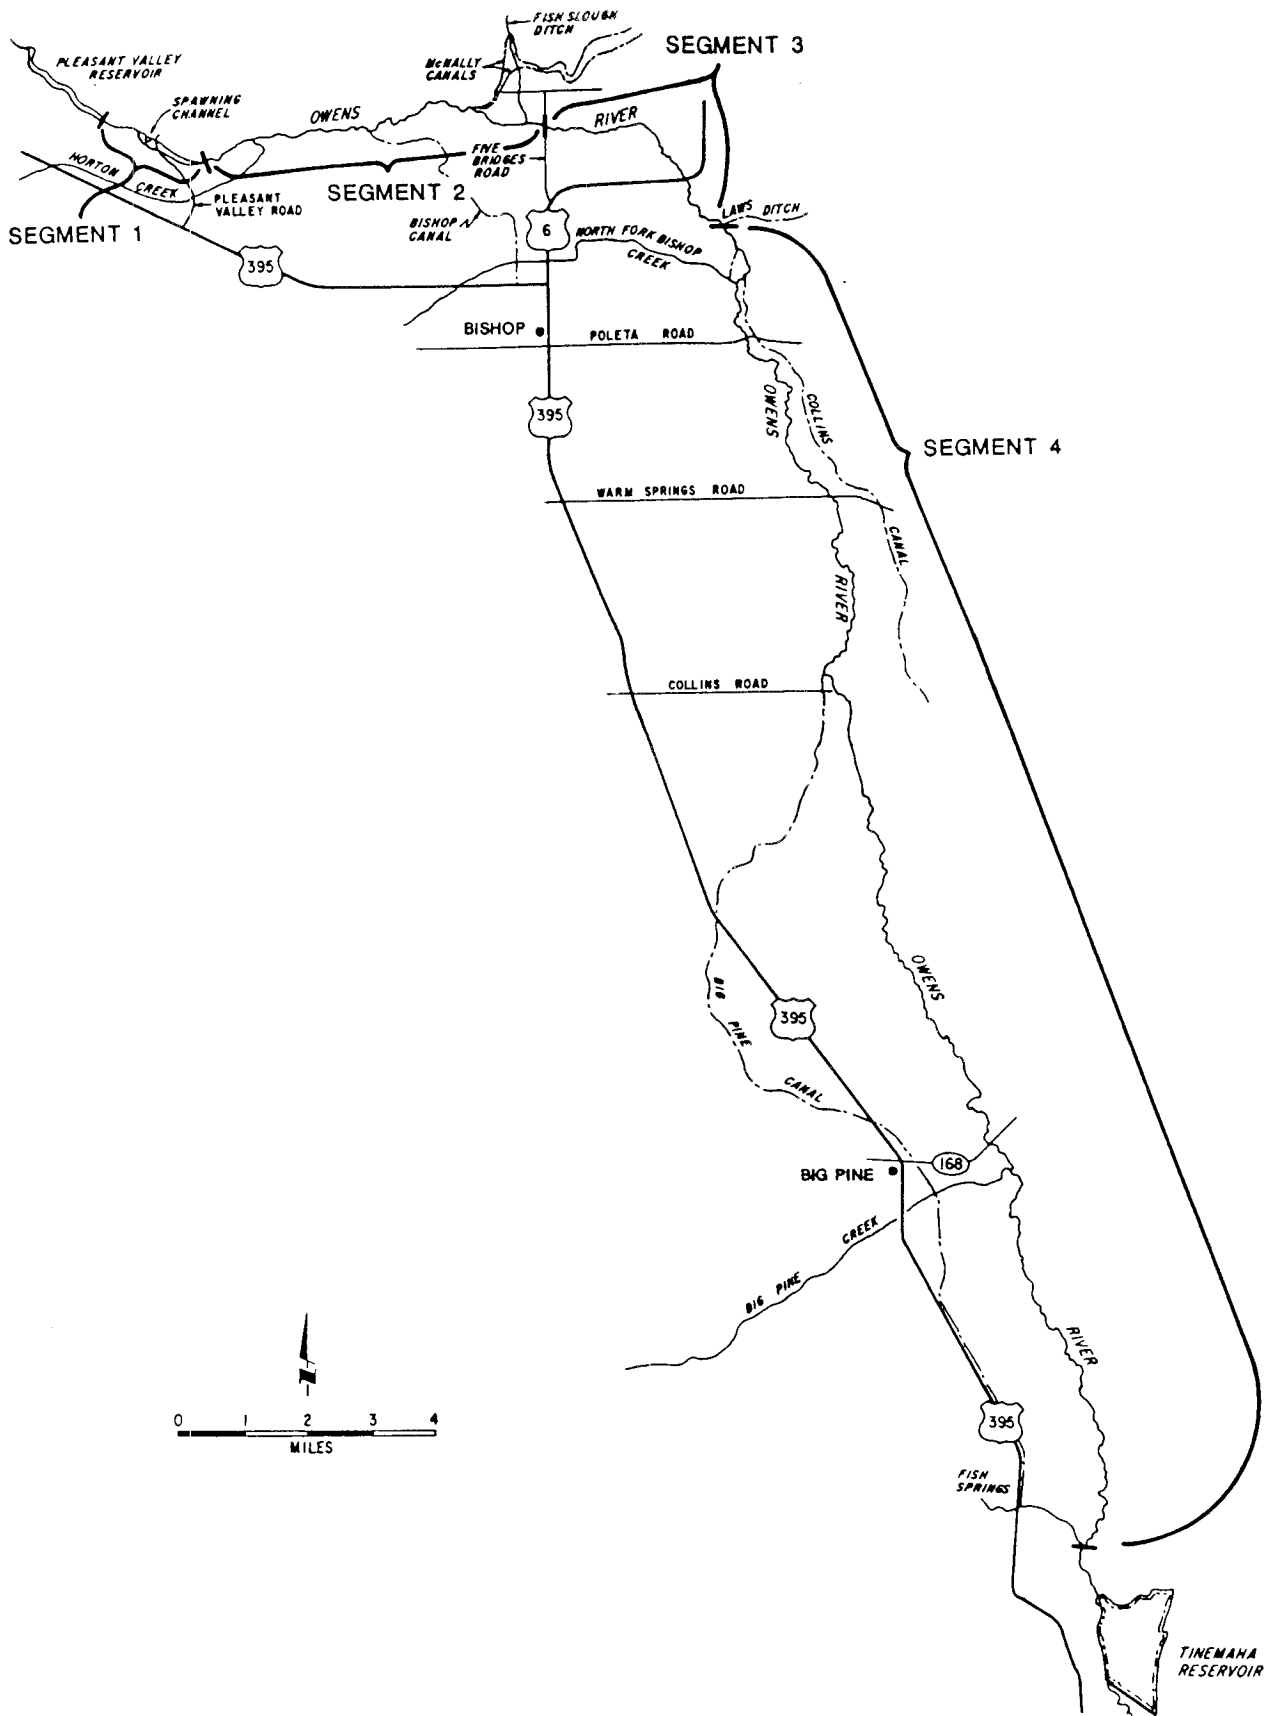 FISH SLOUGH
DITCH
SEGMENT 3
PLEASANT VALLEY
RESERVOIR
McNALLY
CANALS
SPAWNING
CHANNEL
OWENS
RIVER
HORTON
CREEK
FIVE
BRIDGES
ROAD
SEGMENT 2
PLEASANT
VALLEY ROAD
LAWS DITCH
SEGMENT 1
BISHOP
CANAL
6
NORTH FORK BISHOP
CREEK
395
BISHOP
POLETA ROAD
OWENS
COLLINS
395
SEGMENT 4
WARM SPRINGS ROAD
CANAL
RIVER
COLLINS ROAD
OWENS
BIG
PINE
395
CANAL
168
BIG PINE
CREEK
BIG PINE
RIVER
N
0 1 2 3 4
MILES
395
FISH
SPRINGS
TINEMAHA
RESERVOIR